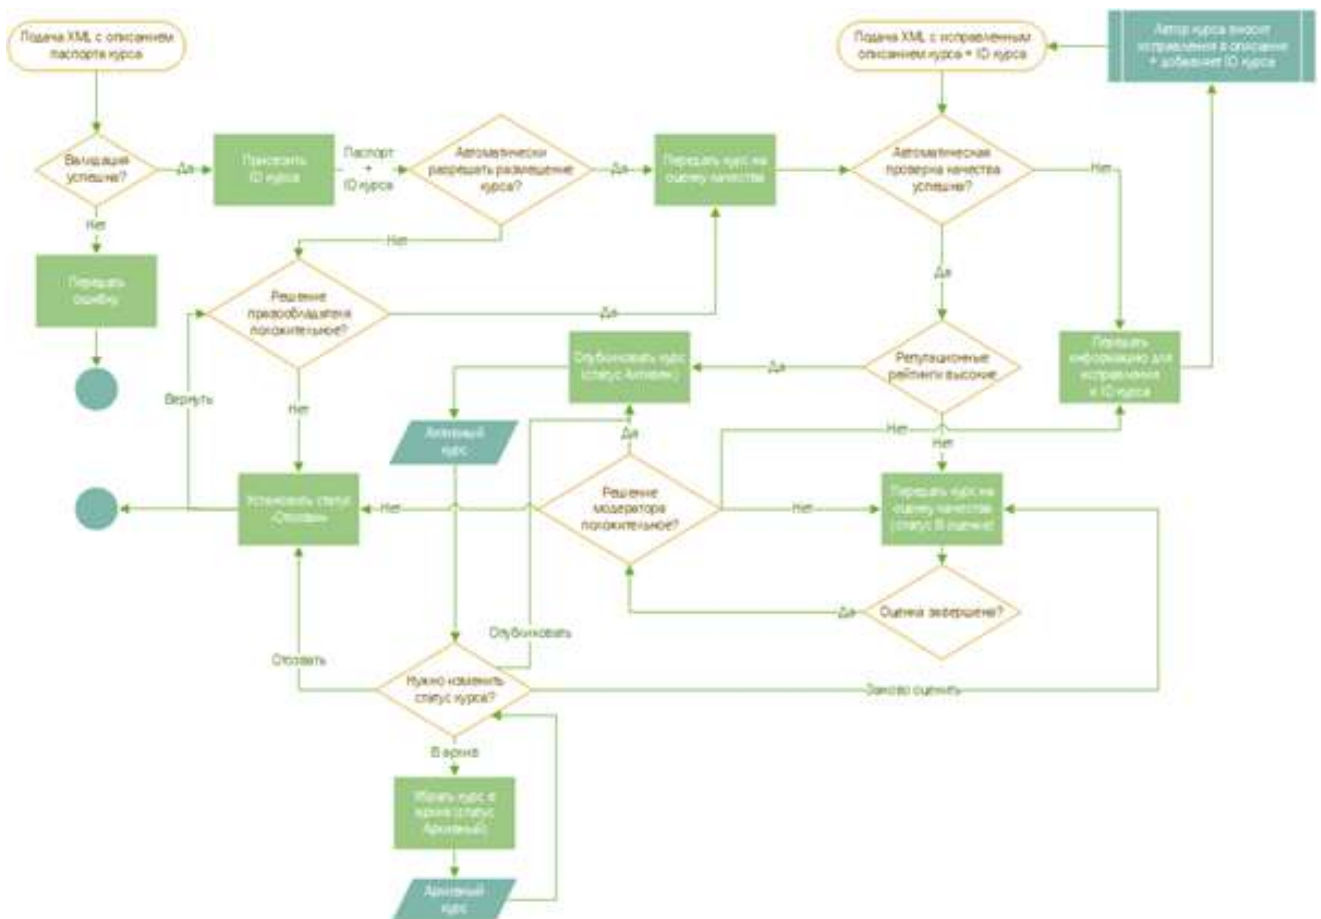 Подача XML с описанием
паспорта курса
Подача XML с исправленным
описанием курса + ID курса
Автор курса вносит
исправления в описание
+ добавляет ID курса
Валидация
успешна?
Да
Присвоить
ID курса
Паспорт
+
ID курса
Автоматически
разрешать размещение
курса?
Да
Передать курс на
оценку качества
Автоматическая
проверка качества
успешна?
Нет
Нет
Нет
Передать
ошибку
Решение
правообладателя
положительное?
Да
Да
Опубликовать курс
(статус Активен)
Да
Репутационные
рейтинги высокие
Передать
информацию для
исправления
и ID курса
Вернуть
Нет
Активный
курс
Да
Нет
Нет
Установить статус
«Отозван»
Нет
Решение
модератора
положительное?
Нет
Передать курс на
оценку качества
(статус В оценке)
Да
Оценка завершена?
Опубликовать
Отозвать
Нужно изменить
статус курса?
Заново оценить
В архив
Убрать курс в
архив (статус
Архивный)
Архивный
курс